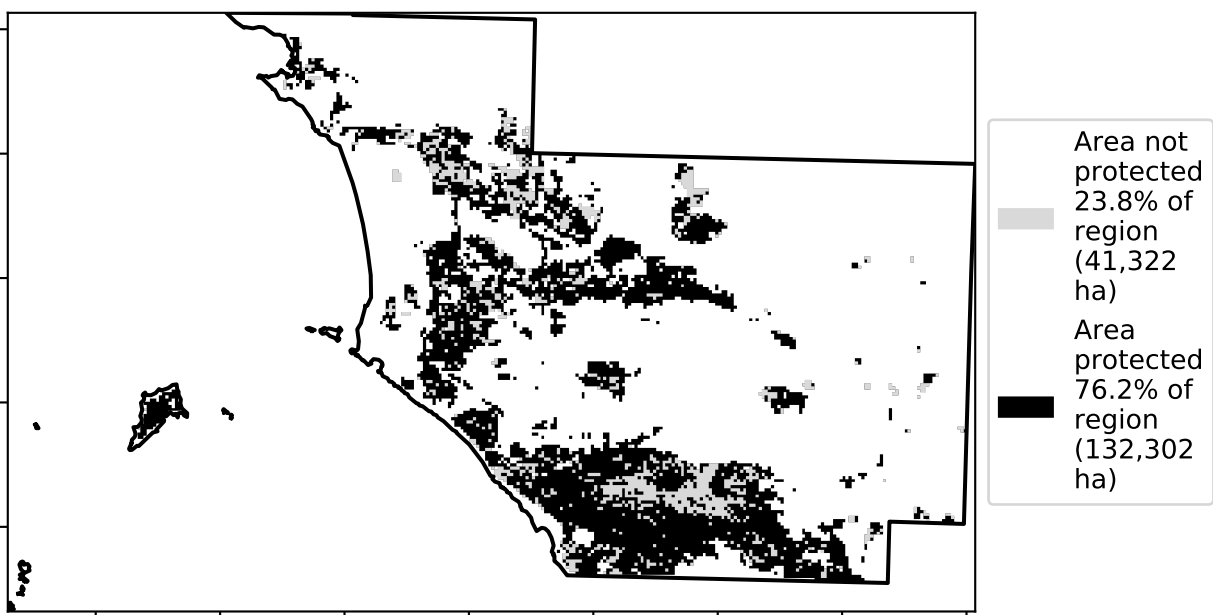 Area not
protected
23.8% of
region
(41,322
ha)
Area
protected
76.2% of
region
(132,302
ha)